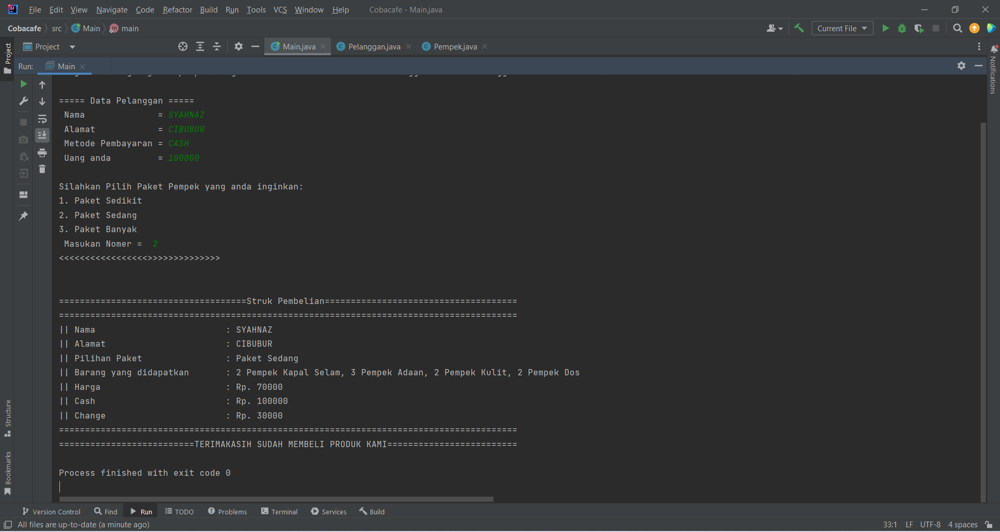 File Edit View Navigate Code Refactor Build Run Tools VCS Window Help Cobacafe - Main.java
Cobacafe src Main main Current File
Project Project Main.java Pelanggan.java Pempek.java
Run: Main
Notifications
===== Data Pelanggan =====
Nama = SYAHNAZ
Alamat = CIBUBUR
Metode Pembayaran = CASH
Uang anda = 100000
Silahkan Pilih Paket Pempek yang anda inginkan:
1. Paket Sedikit
2. Paket Sedang
3. Paket Banyak
Masukan Nomer = 2
<<<<<<<<<<<<<<<<<>>>>>>>>>>>>>>
====================================Struk Pembelian=====================================
========================================================================================
|| Nama : SYAHNAZ
|| Alamat : CIBUBUR
|| Pilihan Paket : Paket Sedang
|| Barang yang didapatkan : 2 Pempek Kapal Selam, 3 Pempek Adaan, 2 Pempek Kulit, 2 Pempek Dos
|| Harga : Rp. 70000
|| Cash : Rp. 100000
|| Change : Rp. 30000
========================================================================================
==========================TERIMAKASIH SUDAH MEMBELI PRODUK KAMI=========================
Process finished with exit code 0
Structure
Bookmarks
Version Control Find Run TODO Problems Terminal Services Build
All files are up-to-date (a minute ago) 33:1 LF UTF-8 4 spaces